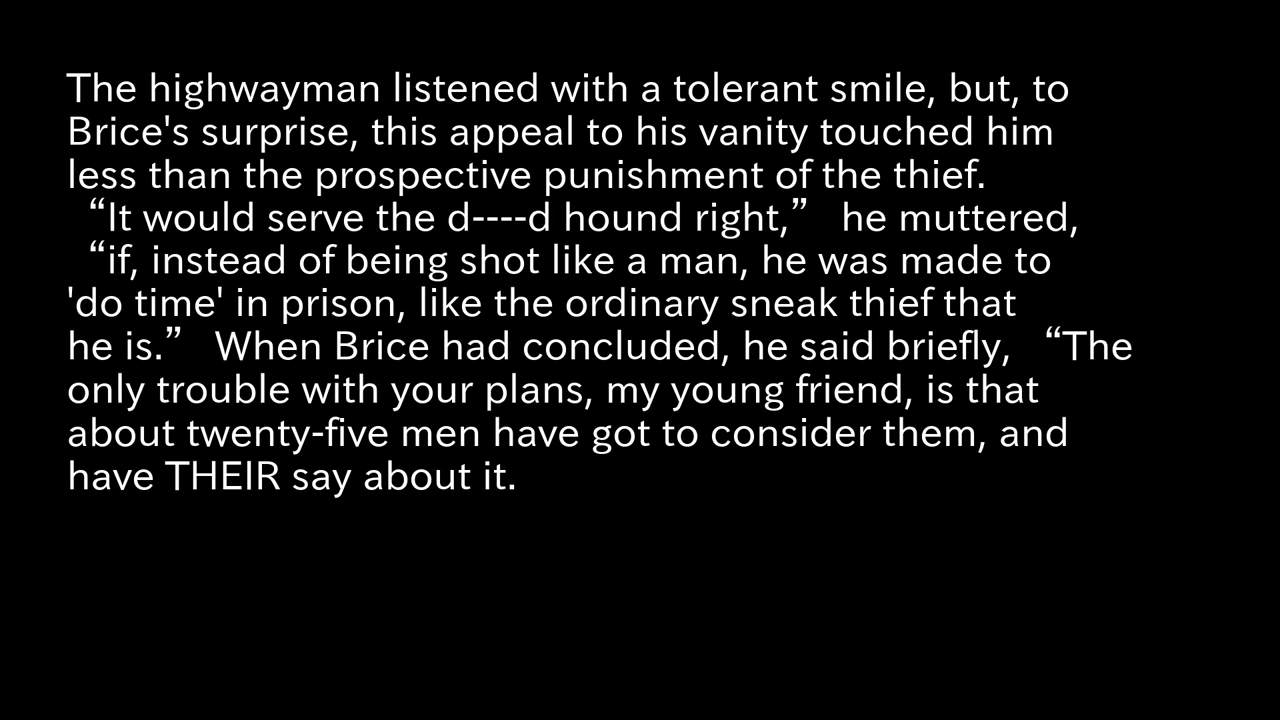 The highwayman listened with a tolerant smile, but, to
Brice's surprise, this appeal to his vanity touched him
less than the prospective punishment of the thief.
“It would serve the d----d hound right,” he muttered,
“if, instead of being shot like a man, he was made to
'do time' in prison, like the ordinary sneak thief that
he is.” When Brice had concluded, he said briefly, “The
only trouble with your plans, my young friend, is that
about twenty-five men have got to consider them, and
have THEIR say about it.